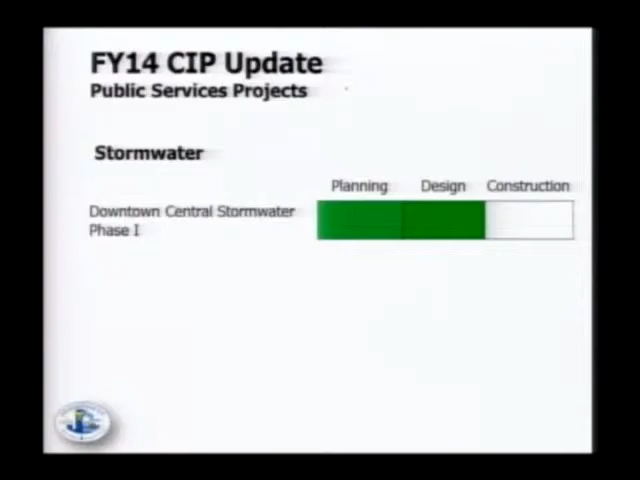 FY14 CIP Update
Public Services Projects
Stormwater
Planning Design Construction
Downtown Central Stormwater
Phase I